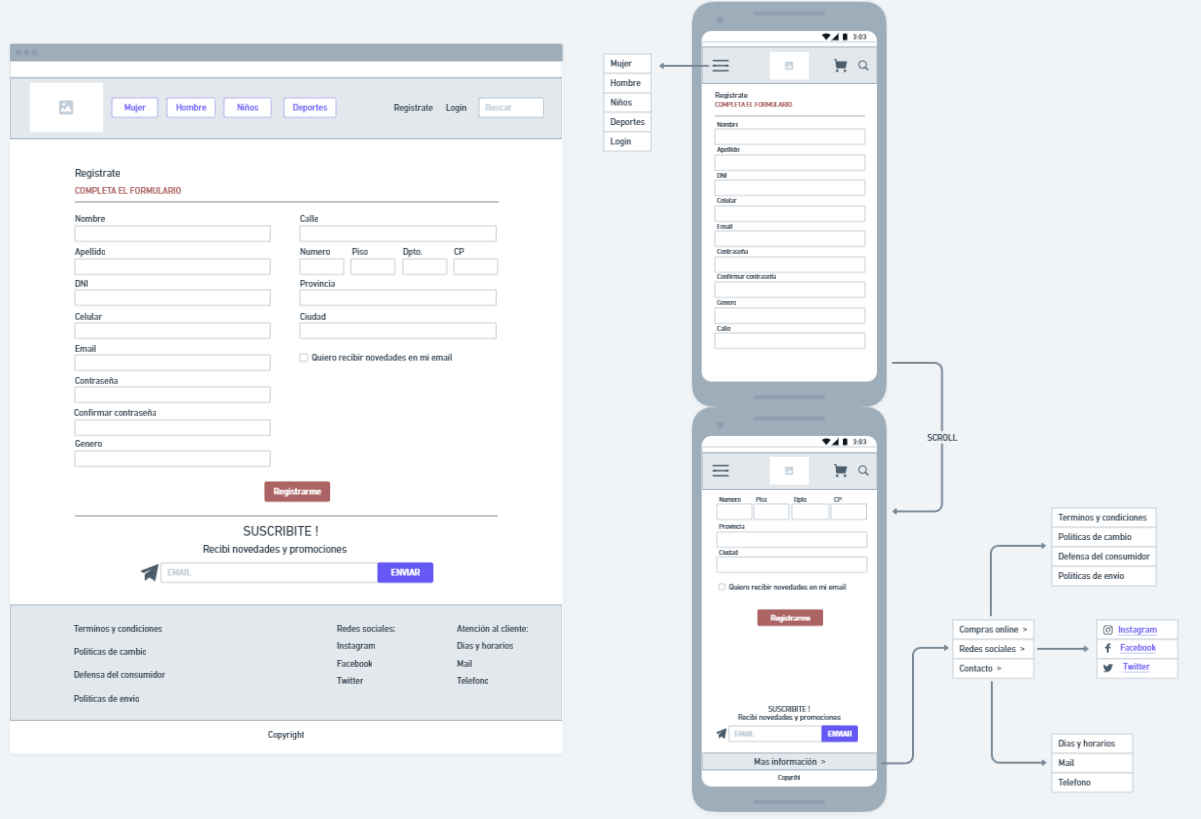 Mujer Hombre Niños Deportes Registrate Login Buscar
Registrate
COMPLETA EL FORMULARIO
Nombre
Apellido
DNI
Celular
Email
Contraseña
Confirmar contraseña
Genero
Calle
Numero Piso Dpto. CP
Provincia
Ciudad
Quiero recibir novedades en mi email
Registrarme
SUSCRIBITE !
Recibi novedades y promociones
EMAIL ENVIAR
Terminos y condiciones
Politicas de cambio
Defensa del consumidor
Politicas de envio
Redes sociales:
Instagram
Facebook
Twitter
Atención al cliente:
Dias y horarios
Mail
Telefono
Copyright
Mujer
Hombre
Niños
Deportes
Login
3:03
Registrate
COMPLETA EL FORMULARIO
Nombre
Apellido
DNI
Celular
Email
Contraseña
Confirmar contraseña
Genero
Calle
SCROLL
3:03
Numero Piso Dpto CP
Provincia
Ciudad
Quiero recibir novedades en mi email
Registrarme
SUSCRIBITE !
Recibi novedades y promociones
EMAIL ENVIAR
Mas información >
Copyriht
Compras online >
Redes sociales >
Contacto >
Terminos y condiciones
Politicas de cambio
Defensa del consumidor
Politicas de envio
Instagram
Facebook
Twitter
Dias y horarios
Mail
Telefono